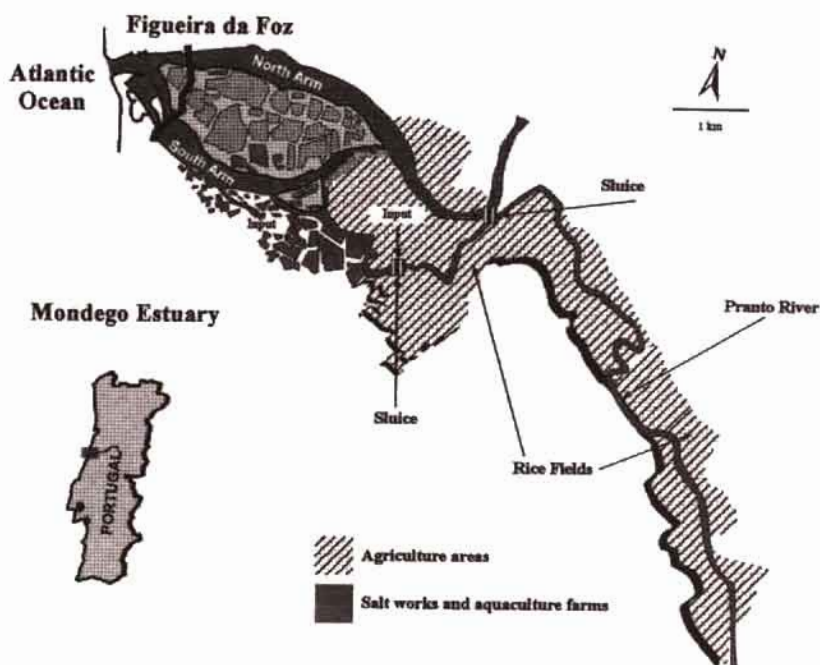 Figueira da Foz
Atlantic
Ocean
North Arm
South Arm
N
1 km
Sluice
Input
Input
Mondego Estuary
Pranto River
Sluice
Rice Fields
PORTUGAL
Agriculture areas
Salt works and aquaculture farms